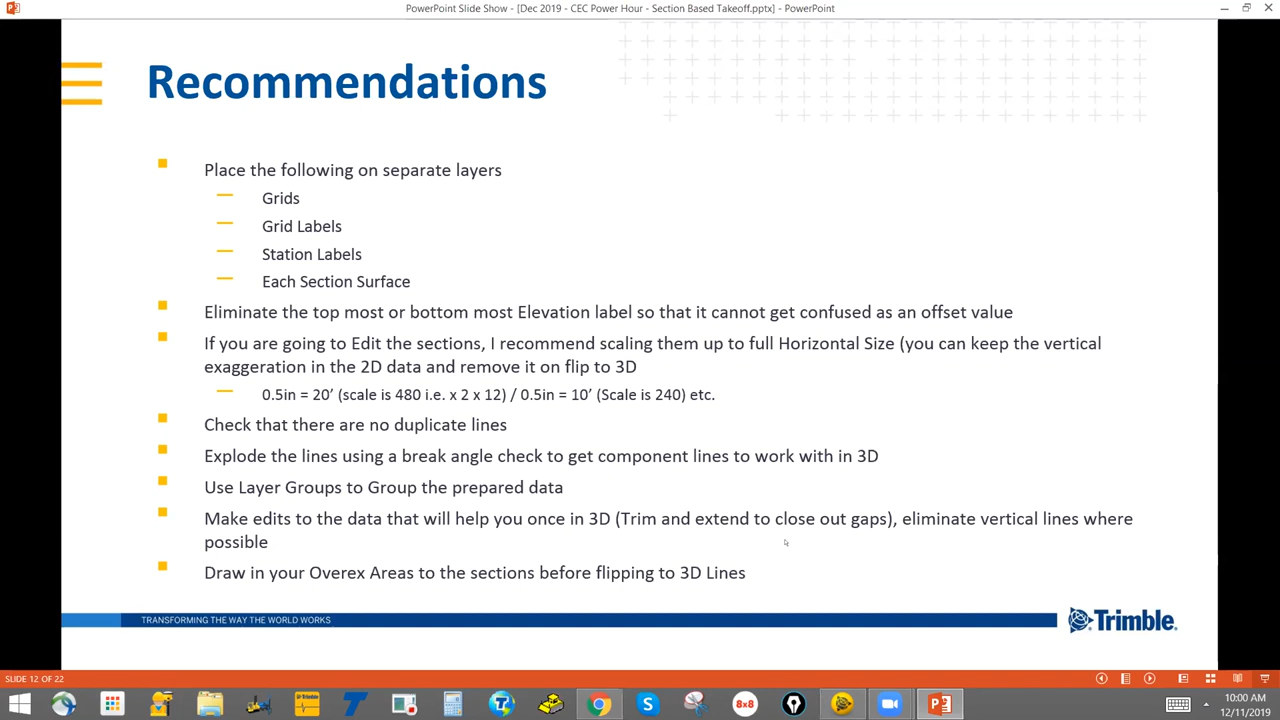 PowerPoint Slide Show - [Dec 2019 - CEC Power Hour - Section Based Takeoff.pptx] - PowerPoint
Recommendations
Place the following on separate layers
Grids
Grid Labels
Station Labels
Each Section Surface
Eliminate the top most or bottom most Elevation label so that it cannot get confused as an offset value
If you are going to Edit the sections, I recommend scaling them up to full Horizontal Size (you can keep the vertical
exaggeration in the 2D data and remove it on flip to 3D
0.5in = 20’ (scale is 480 i.e. x 2 x 12) / 0.5in = 10’ (Scale is 240) etc.
Check that there are no duplicate lines
Explode the lines using a break angle check to get component lines to work with in 3D
Use Layer Groups to Group the prepared data
Make edits to the data that will help you once in 3D (Trim and extend to close out gaps), eliminate vertical lines where
possible
Draw in your Overex Areas to the sections before flipping to 3D Lines
TRANSFORMING THE WAY THE WORLD WORKS
Trimble
SLIDE 12 OF 22
Trimble
8x8
10:00 AM
12/11/2019